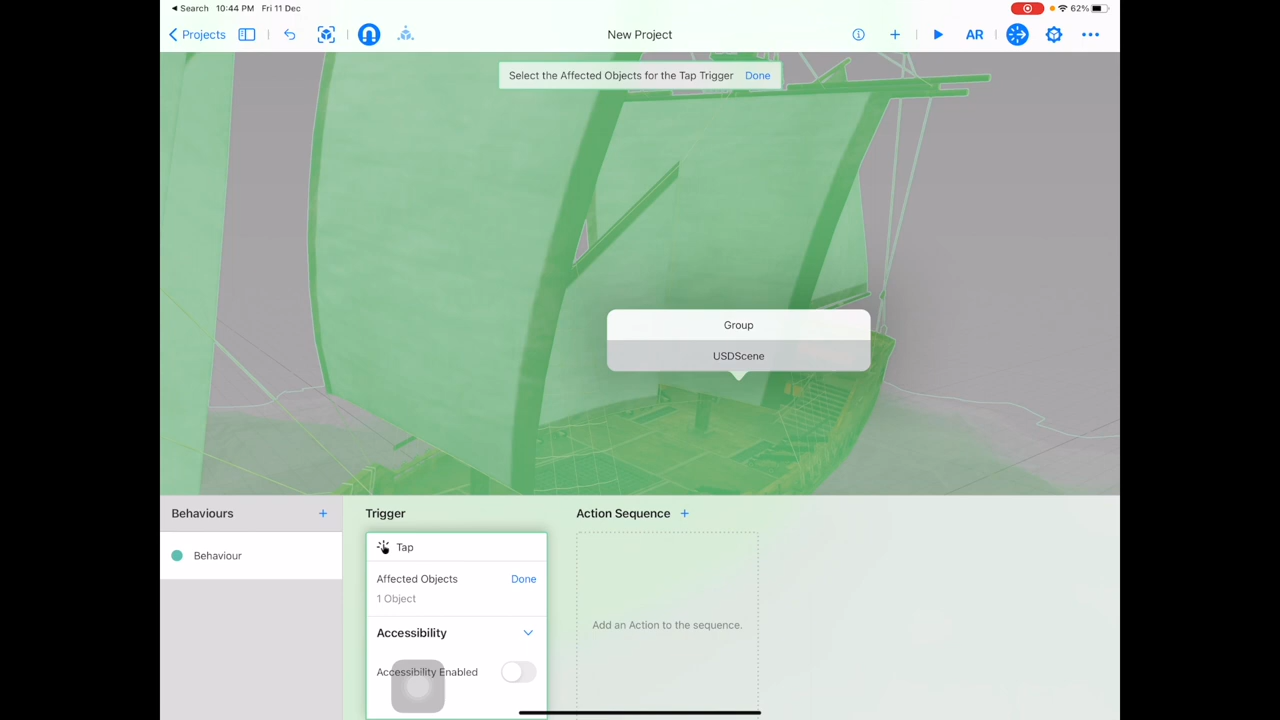 Search 10:44 PM Fri 11 Dec 62%
Projects New Project AR
Select the Affected Objects for the Tap Trigger Done
Group
USDScene
Behaviours + Trigger Action Sequence +
Behaviour
Tap
Affected Objects Done
1 Object
Accessibility
Accessibility Enabled
Add an Action to the sequence.